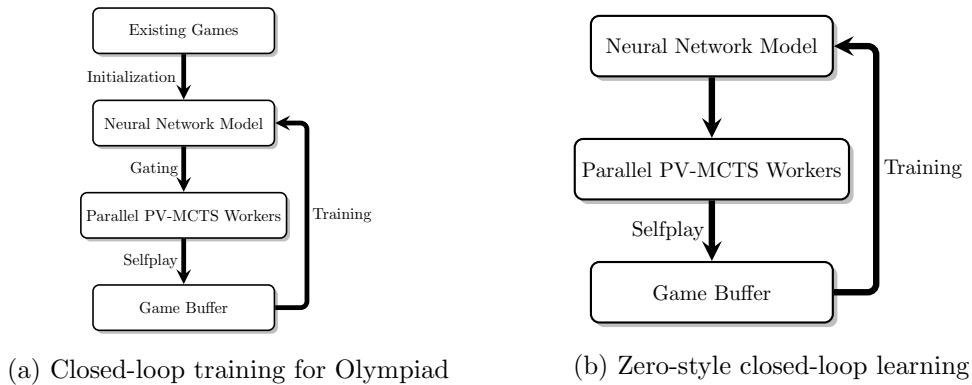 Existing Games
Initialization
Neural Network Model
Gating
Parallel PV-MCTS Workers
Training
Selfplay
Game Buffer
(a) Closed-loop training for Olympiad
Neural Network Model
Parallel PV-MCTS Workers
Training
Selfplay
Game Buffer
(b) Zero-style closed-loop learning